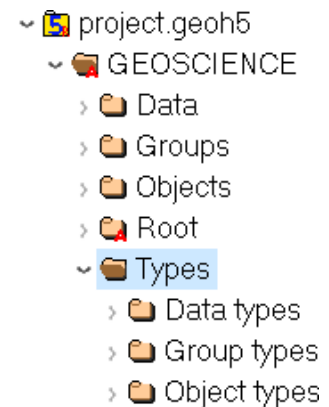 project.geoh5
GEOSCIENCE
Data
Groups
Objects
Root
Types
Data types
Group types
Object types